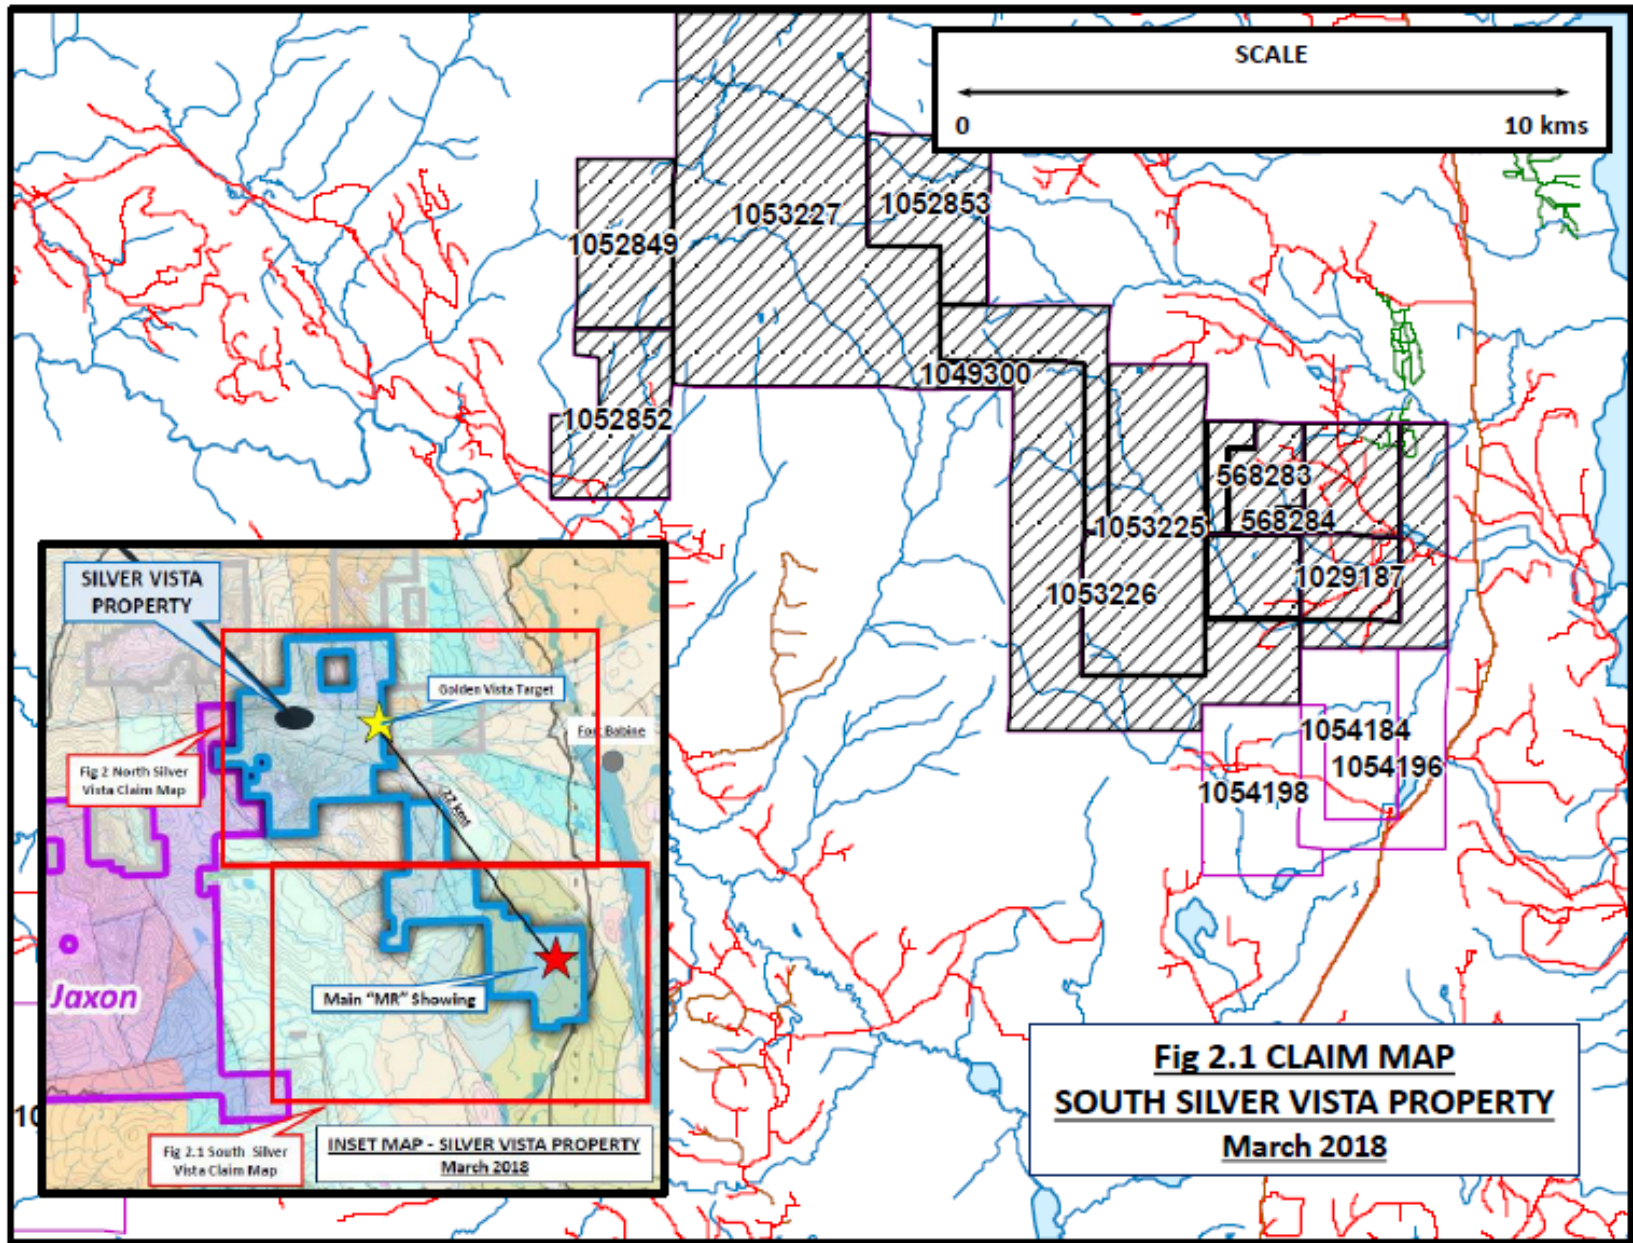 SCALE
0 10 kms
1053227
1052853
1052849
1049300
1052852
568283
568284
1053225
1029187
1053226
1054184
1054196
1054198
SILVER VISTA
PROPERTY
Golden Vista Target
Fort Babine
Fig 2 North Silver
Vista Claim Map
22 kms
Main "MR" Showing
Jaxon
Fig 2.1 South Silver
Vista Claim Map
INSET MAP - SILVER VISTA PROPERTY
March 2018
Fig 2.1 CLAIM MAP
SOUTH SILVER VISTA PROPERTY
March 2018